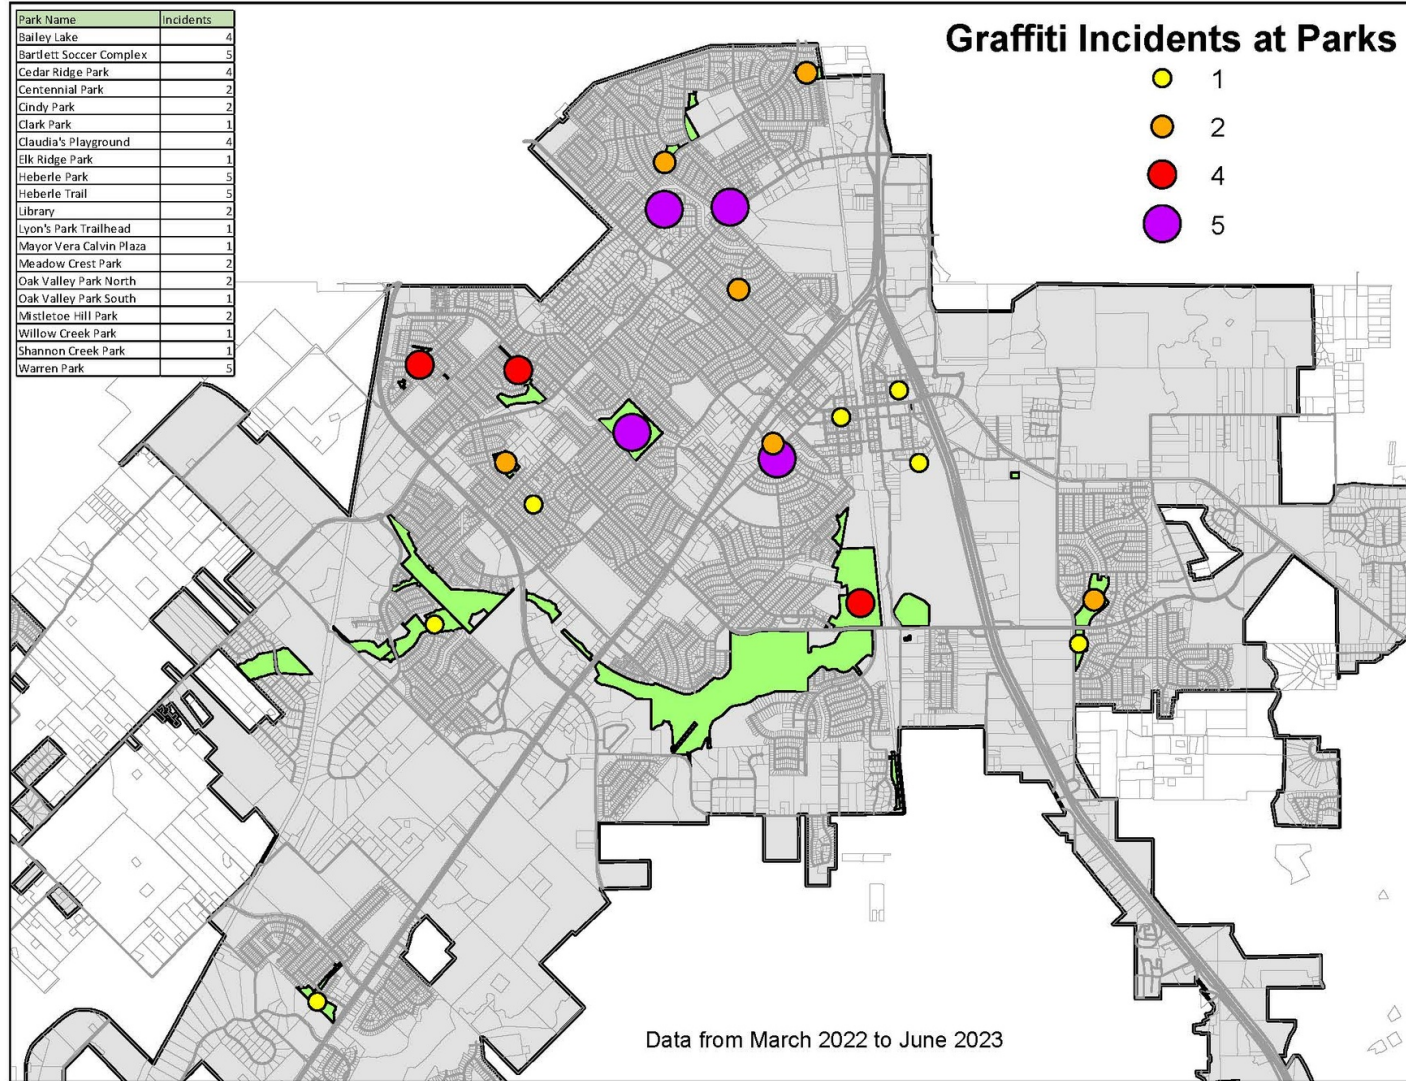 Park Name Incidents
Bailey Lake 4
Bartlett Soccer Complex 5
Cedar Ridge Park 4
Centennial Park 2
Cindy Park 2
Clark Park 1
Claudia's Playground 4
Elk Ridge Park 1
Heberle Park 5
Heberle Trail 5
Library 2
Lyon's Park Trailhead 1
Mayor Vera Calvin Plaza 1
Meadow Crest Park 2
Oak Valley Park North 2
Oak Valley Park South 1
Mistletoe Hill Park 2
Willow Creek Park 1
Shannon Creek Park 1
Warren Park 5
Graffiti Incidents at Parks
1
2
4
5
Data from March 2022 to June 2023